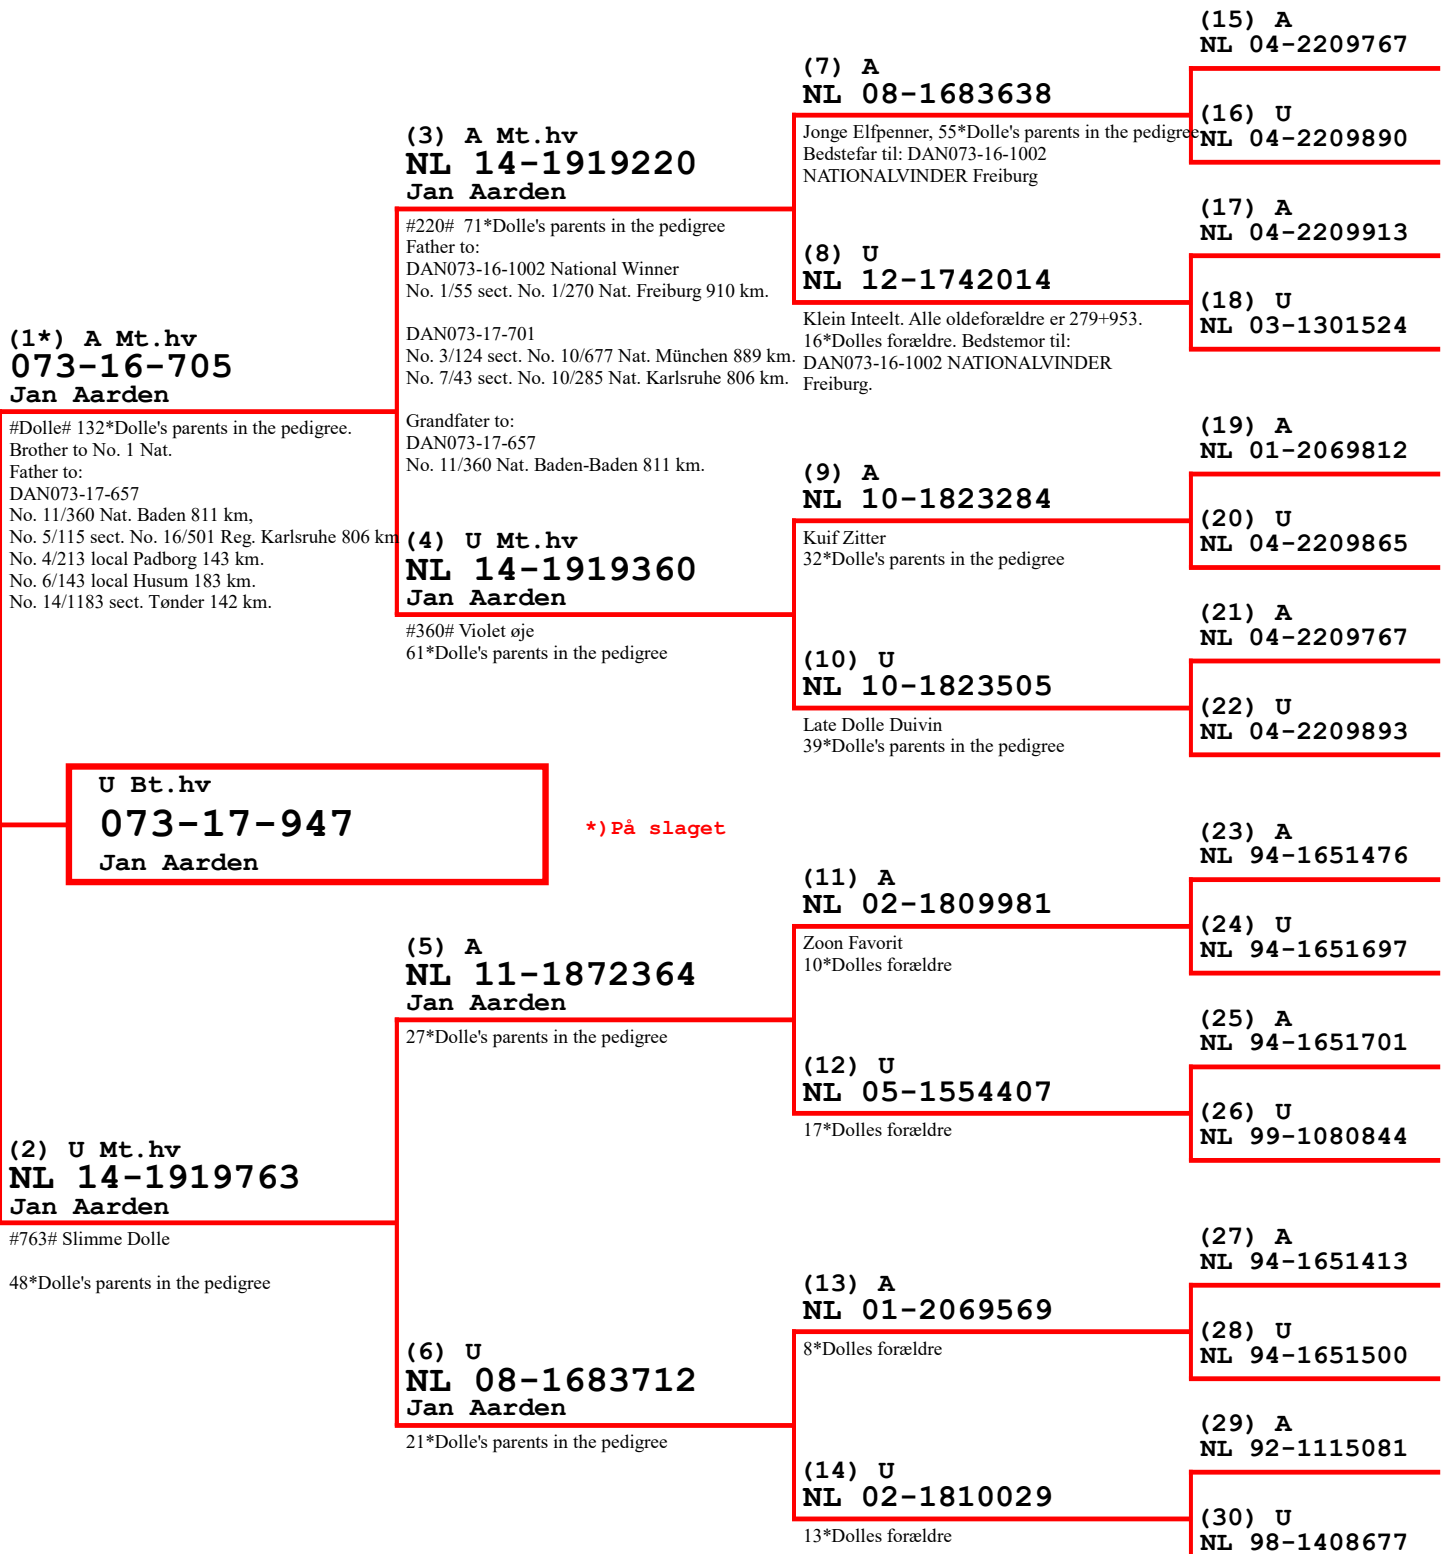 (1*) A Mt.hv
073-16-705
Jan Aarden
#Dolle# 132*Dolle's parents in the pedigree.
Brother to No. 1 Nat.
Father to:
DAN073-17-657
No. 11/360 Nat. Baden 811 km,
No. 5/115 sect. No. 16/501 Reg. Karlsruhe 806 km
No. 4/213 local Padborg 143 km.
No. 6/143 local Husum 183 km.
No. 14/1183 sect. Tønder 142 km.
U Bt.hv
073-17-947
Jan Aarden
*)På slaget
(2) U Mt.hv
NL 14-1919763
Jan Aarden
#763# Slimme Dolle
48*Dolle's parents in the pedigree
(3) A Mt.hv
NL 14-1919220
Jan Aarden
#220# 71*Dolle's parents in the pedigree
Father to:
DAN073-16-1002 National Winner
No. 1/55 sect. No. 1/270 Nat. Freiburg 910 km.
DAN073-17-701
No. 3/124 sect. No. 10/677 Nat. München 889 km.
No. 7/43 sect. No. 10/285 Nat. Karlsruhe 806 km.
Grandfater to:
DAN073-17-657
No. 11/360 Nat. Baden-Baden 811 km.
(4) U Mt.hv
NL 14-1919360
Jan Aarden
#360# Violet øje
61*Dolle's parents in the pedigree
(5) A
NL 11-1872364
Jan Aarden
27*Dolle's parents in the pedigree
(6) U
NL 08-1683712
Jan Aarden
21*Dolle's parents in the pedigree
(7) A
NL 08-1683638
Jonge Elfpenner, 55*Dolle's parents in the pedigree
Bedstefar til: DAN073-16-1002
NATIONALVINDER Freiburg
(8) U
NL 12-1742014
Klein Inteelt. Alle oldeforældre er 279+953.
16*Dolles forældre. Bedstemor til:
DAN073-16-1002 NATIONALVINDER
Freiburg.
(9) A
NL 10-1823284
Kuif Zitter
32*Dolle's parents in the pedigree
(10) U
NL 10-1823505
Late Dolle Duivin
39*Dolle's parents in the pedigree
(11) A
NL 02-1809981
Zoon Favorit
10*Dolles forældre
(12) U
NL 05-1554407
17*Dolles forældre
(13) A
NL 01-2069569
8*Dolles forældre
(14) U
NL 02-1810029
13*Dolles forældre
(15) A
NL 04-2209767
(16) U
NL 04-2209890
(17) A
NL 04-2209913
(18) U
NL 03-1301524
(19) A
NL 01-2069812
(20) U
NL 04-2209865
(21) A
NL 04-2209767
(22) U
NL 04-2209893
(23) A
NL 94-1651476
(24) U
NL 94-1651697
(25) A
NL 94-1651701
(26) U
NL 99-1080844
(27) A
NL 94-1651413
(28) U
NL 94-1651500
(29) A
NL 92-1115081
(30) U
NL 98-1408677